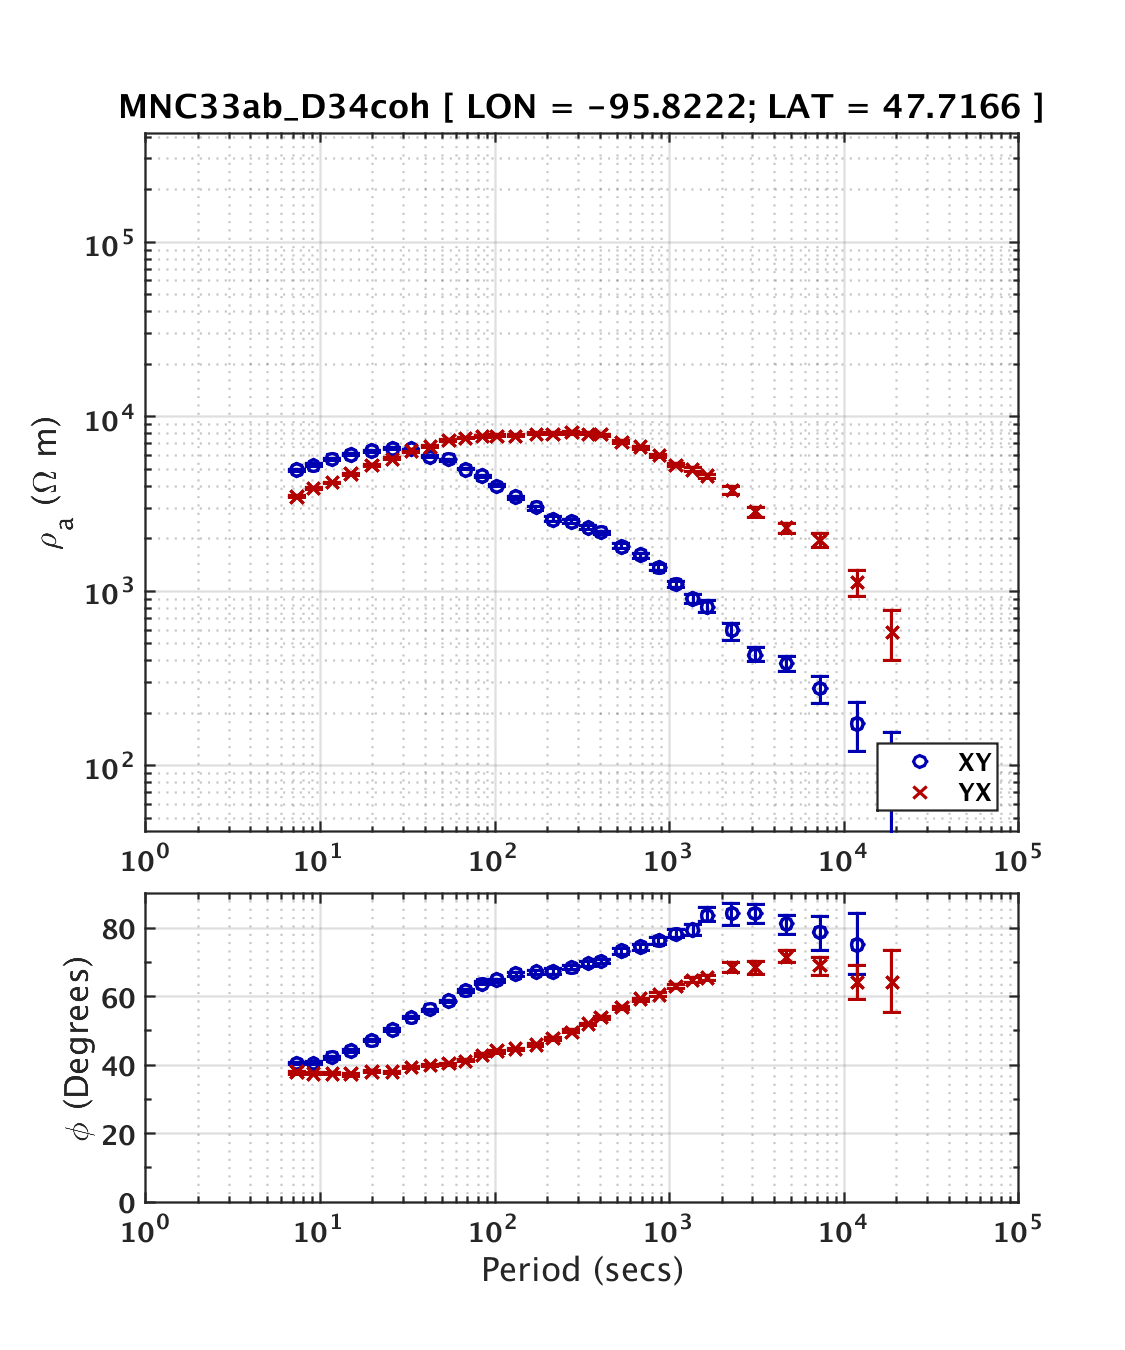 MNC33ab_D34coh [ LON = -95.8222; LAT = 47.7166 ]
ρa (Ω m)
10^5
10^4
10^3
10^2
XY
YX
10^0 10^1 10^2 10^3 10^4 10^5
ϕ (Degrees)
80
60
40
20
0
10^0 10^1 10^2 10^3 10^4 10^5
Period (secs)